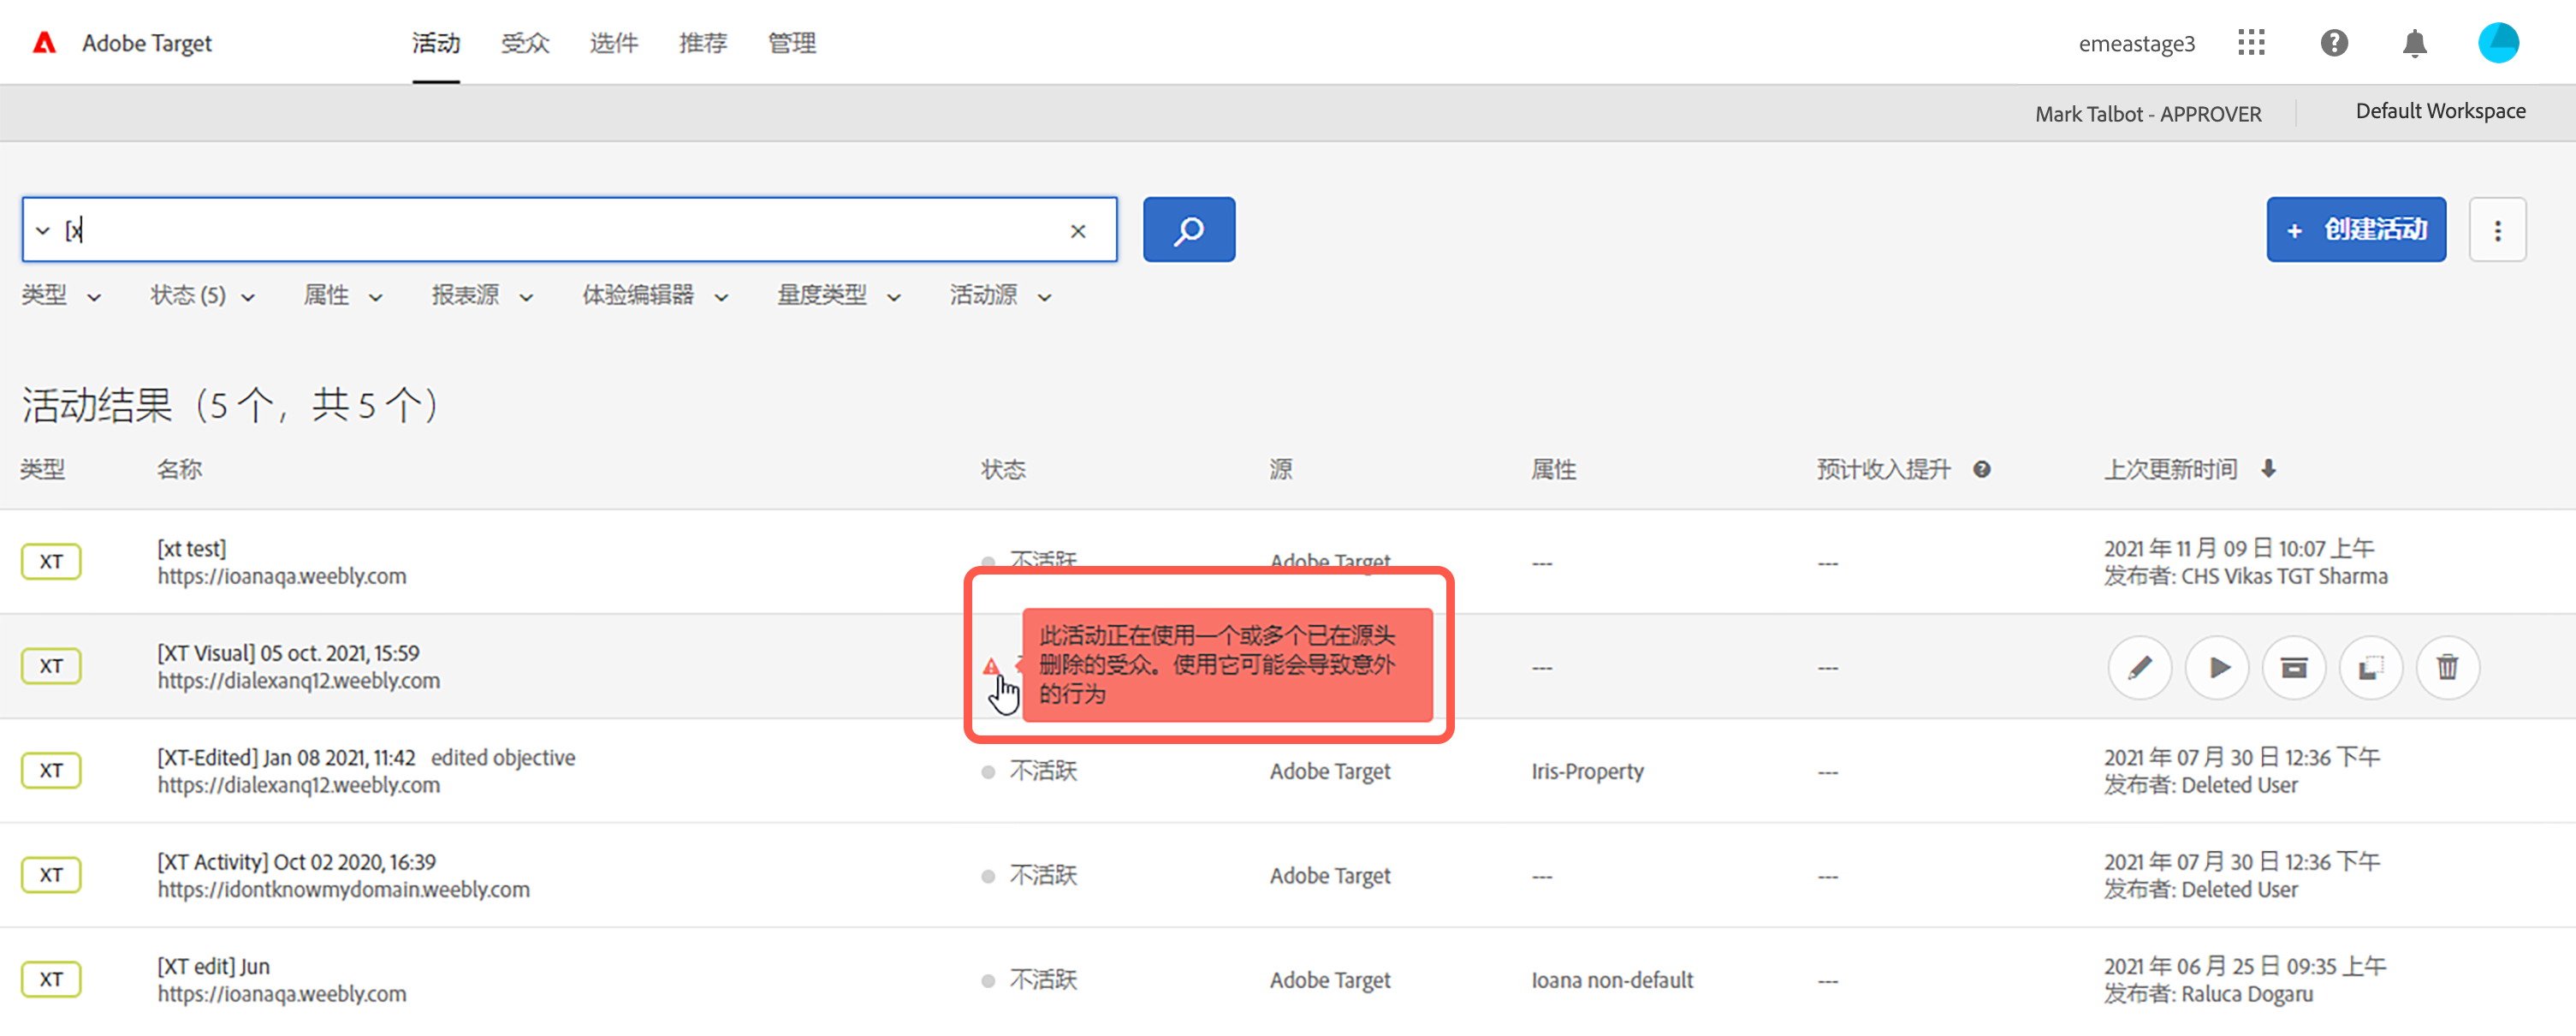 Adobe Target 活动 受众 选件 推荐 管理 emeastage3
Mark Talbot - APPROVER Default Workspace
[x
+ 创建活动
类型 状态 (5) 属性 报表源 体验编辑器 量度类型 活动源
活动结果（5 个，共 5 个）
类型 名称 状态 源 属性 预计收入提升 上次更新时间
XT [xt test] 不活跃 Adobe Target --- --- 2021 年 11 月 09 日 10:07 上午
https://ioanaqa.weebly.com 发布者: CHS Vikas TGT Sharma
XT [XT Visual] 05 oct. 2021, 15:59 --- ---
https://dialexanq12.weebly.com
此活动正在使用一个或多个已在源头
删除的受众。使用它可能会导致意外
的行为
XT [XT-Edited] Jan 08 2021, 11:42 edited objective 不活跃 Adobe Target Iris-Property --- 2021 年 07 月 30 日 12:36 下午
https://dialexanq12.weebly.com 发布者: Deleted User
XT [XT Activity] Oct 02 2020, 16:39 不活跃 Adobe Target --- --- 2021 年 07 月 30 日 12:36 下午
https://idontknowmydomain.weebly.com 发布者: Deleted User
XT [XT edit] Jun 不活跃 Adobe Target Ioana non-default --- 2021 年 06 月 25 日 09:35 上午
https://ioanaqa.weebly.com 发布者: Raluca Dogaru